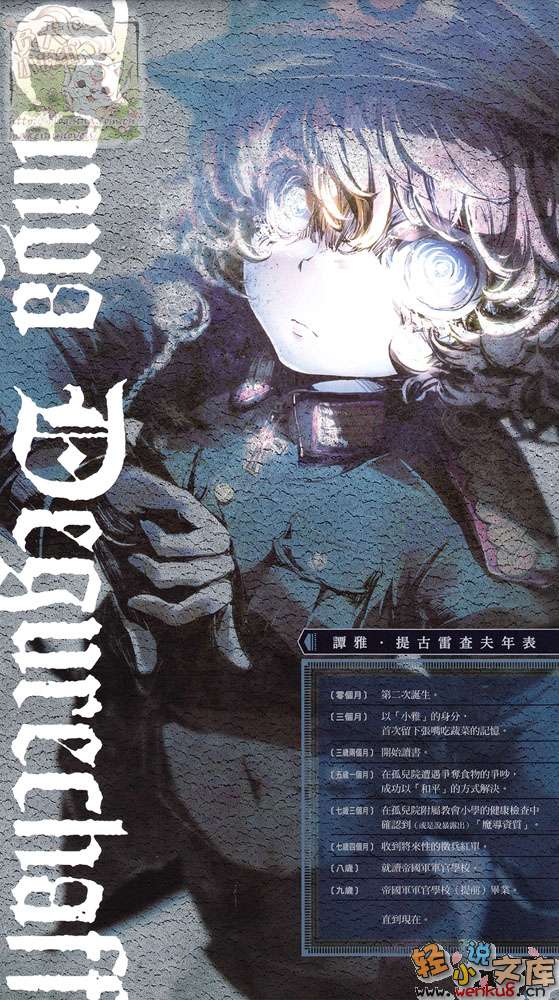 Tanya Degurechaff
譚雅・提古雷查夫年表
〔零個月〕 第二次誕生。
〔三個月〕 以「小雅」的身分,
首次留下張嘴吃蔬菜的記憶。
〔三歲兩個月〕 開始讀書。
〔五歲一個月〕 在孤兒院遭遇爭奪食物的爭吵,
成功以「和平」的方式解決。
〔七歲三個月〕 在孤兒院附屬教會小學的健康檢查中
確認到(或是說暴露出)「魔導資質」。
〔七歲四個月〕 收到將來性的徵兵紅單。
〔八歲〕 就讀帝國軍軍官學校。
〔九歲〕 帝國軍軍官學校(提前)畢業。
直到現在。
轻小说文库
www.wenku8.cn